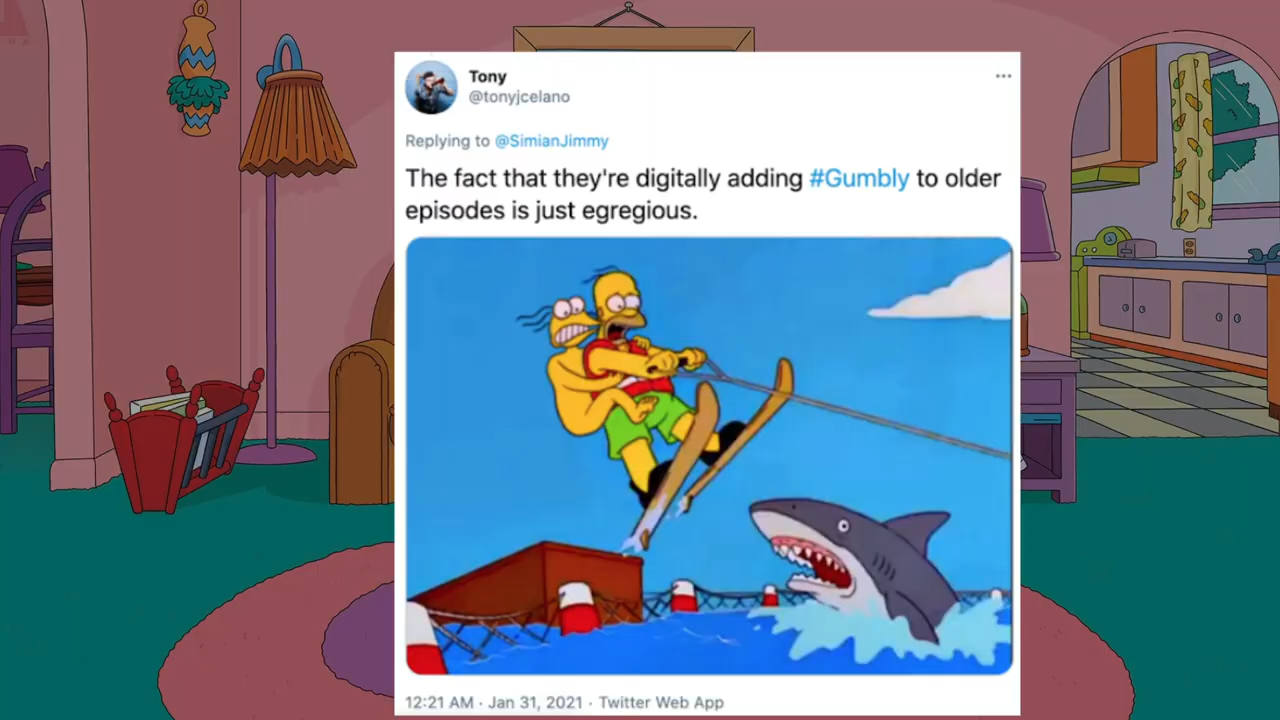 Tony
@tonyjcelano
Replying to @SimianJimmy
The fact that they're digitally adding #Gumbly to older
episodes is just egregious.
12:21 AM · Jan 31, 2021 · Twitter Web App